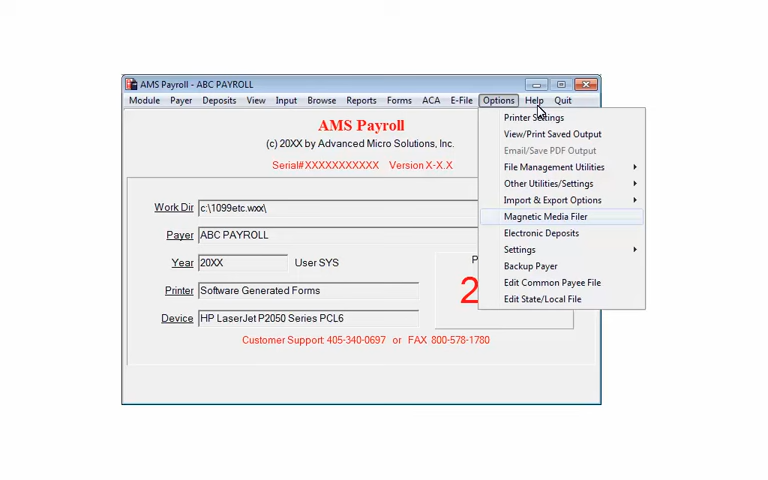 AMS Payroll - ABC PAYROLL
Module Payer Deposits View Input Browse Reports Forms ACA E-File Options Help Quit
AMS Payroll
(c) 20XX by Advanced Micro Solutions, Inc.
Serial#XXXXXXXXXXX Version X-X.X
Work Dir c:\1099etc.wxx\
Payer ABC PAYROLL
Year 20XX User SYS
P
2
Printer Software Generated Forms
Device HP LaserJet P2050 Series PCL6
Customer Support 405-340-0697 or FAX 800-578-1780
Printer Settings
View/Print Saved Output
Email/Save PDF Output
File Management Utilities
Other Utilities/Settings
Import & Export Options
Magnetic Media Filer
Electronic Deposits
Settings
Backup Payer
Edit Common Payee File
Edit State/Local File